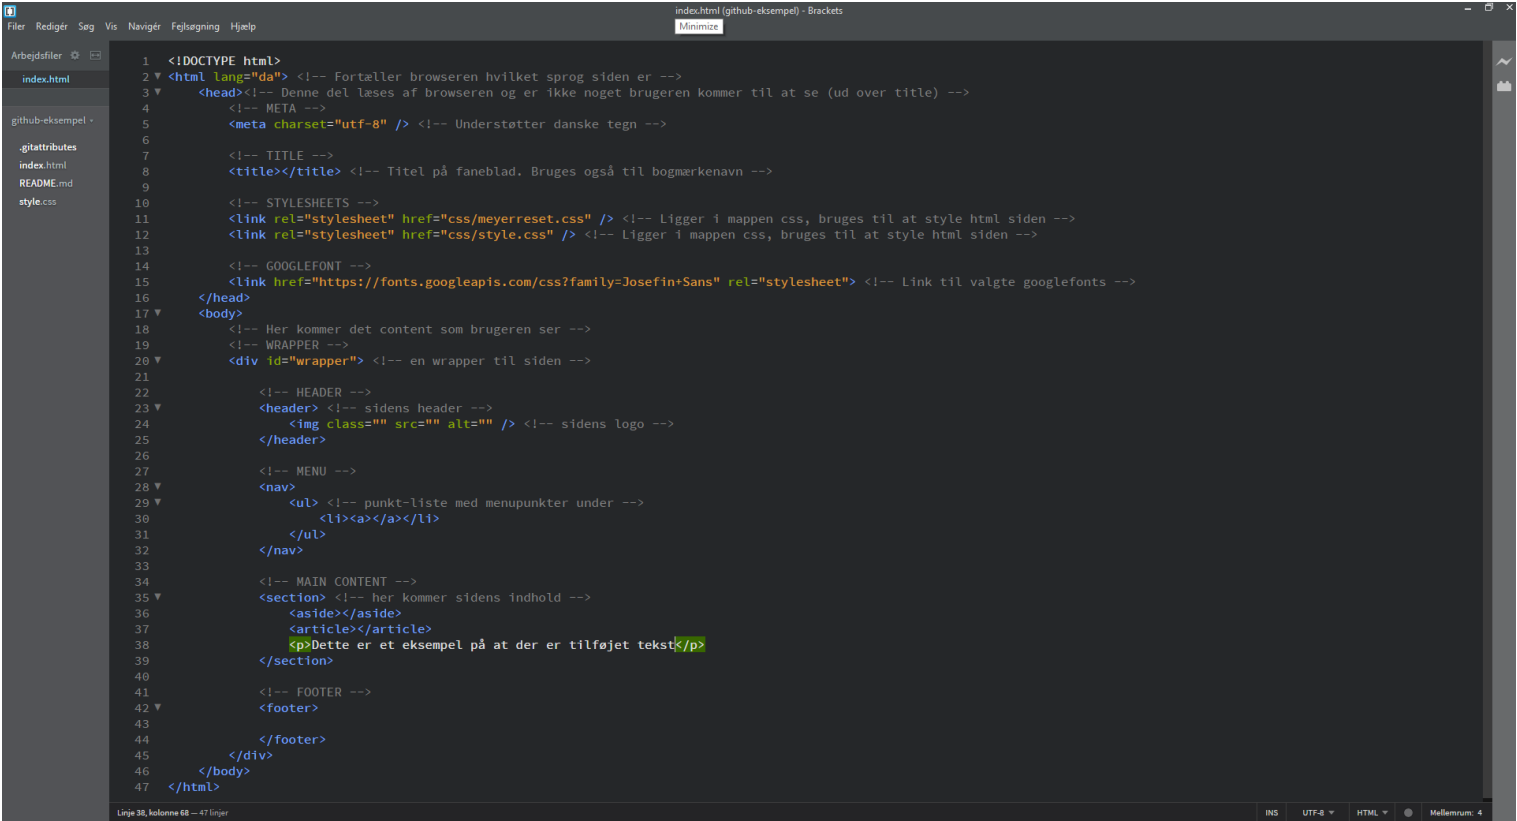 index.html (github-eksempel) - Brackets
Filer Redigér Søg Vis Navigér Fejlsøgning Hjælp
Minimize
Arbejdsfiler
index.html
github-eksempel
.gitattributes
index.html
README.md
style.css
1 <!DOCTYPE html>
2 <html lang="da"> <!-- Fortæller browseren hvilket sprog siden er -->
3 <head><!-- Denne del læses af browseren og er ikke noget brugeren kommer til at se (ud over title) -->
4 <!-- META -->
5 <meta charset="utf-8" /> <!-- Understøtter danske tegn -->
6
7 <!-- TITLE -->
8 <title></title> <!-- Titel på faneblad. Bruges også til bogmærkenavn -->
9
10 <!-- STYLESHEETS -->
11 <link rel="stylesheet" href="css/meyerreset.css" /> <!-- Ligger i mappen css, bruges til at style html siden -->
12 <link rel="stylesheet" href="css/style.css" /> <!-- Ligger i mappen css, bruges til at style html siden -->
13
14 <!-- GOOGLEFONT -->
15 <link href="https://fonts.googleapis.com/css?family=Josefin+Sans" rel="stylesheet"> <!-- Link til valgte googlefonts -->
16 </head>
17 <body>
18 <!-- Her kommer det content som brugeren ser -->
19 <!-- WRAPPER -->
20 <div id="wrapper"> <!-- en wrapper til siden -->
21
22 <!-- HEADER -->
23 <header> <!-- sidens header -->
24 <img class="" src="" alt="" /> <!-- sidens logo -->
25 </header>
26
27 <!-- MENU -->
28 <nav>
29 <ul> <!-- punkt-liste med menupunkter under -->
30 <li><a></a></li>
31 </ul>
32 </nav>
33
34 <!-- MAIN CONTENT -->
35 <section> <!-- her kommer sidens indhold -->
36 <aside></aside>
37 <article></article>
38 <p>Dette er et eksempel på at der er tilføjet tekst</p>
39 </section>
40
41 <!-- FOOTER -->
42 <footer>
43
44 </footer>
45 </div>
46 </body>
47 </html>
Linje 38, kolonne 68 — 47 linjer
INS UTF-8 HTML Mellemrum: 4